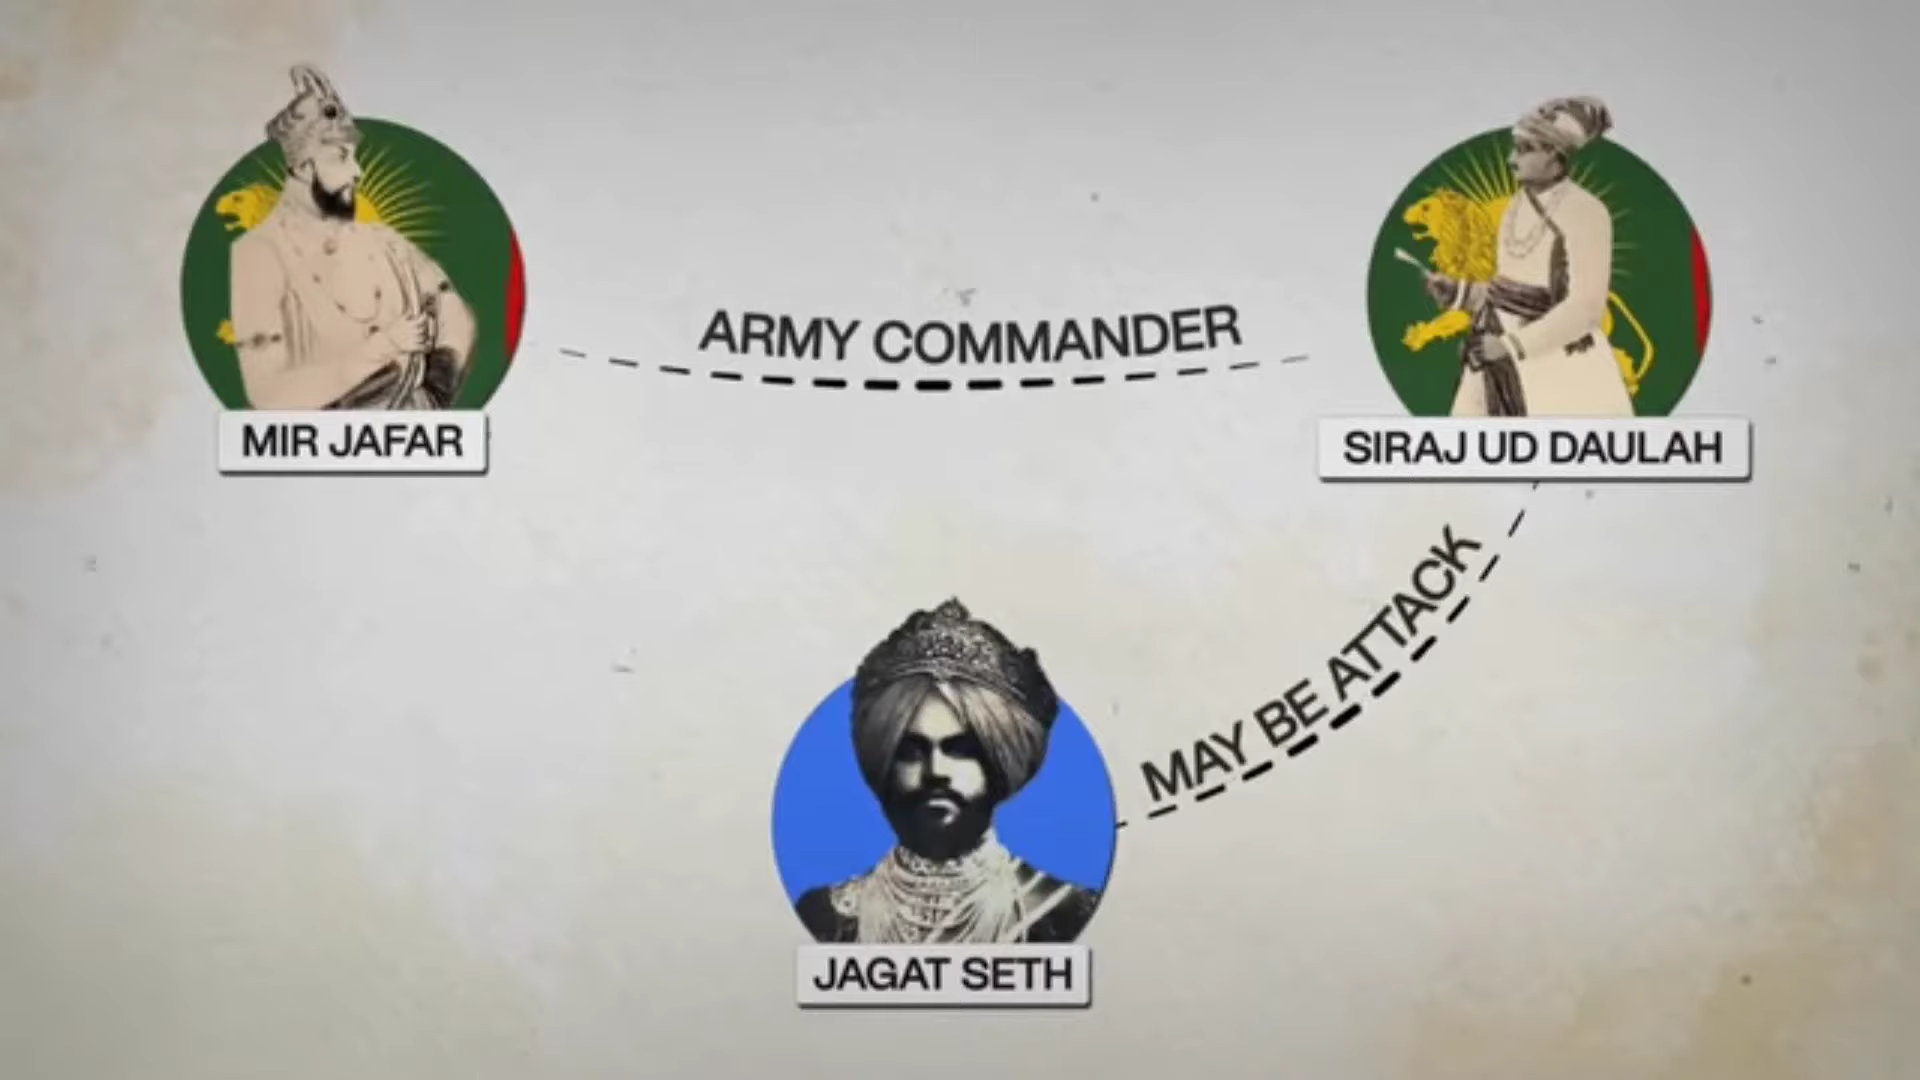 ARMY COMMANDER
MIR JAFAR
SIRAJ UD DAULAH
MAY BE ATTACK
JAGAT SETH